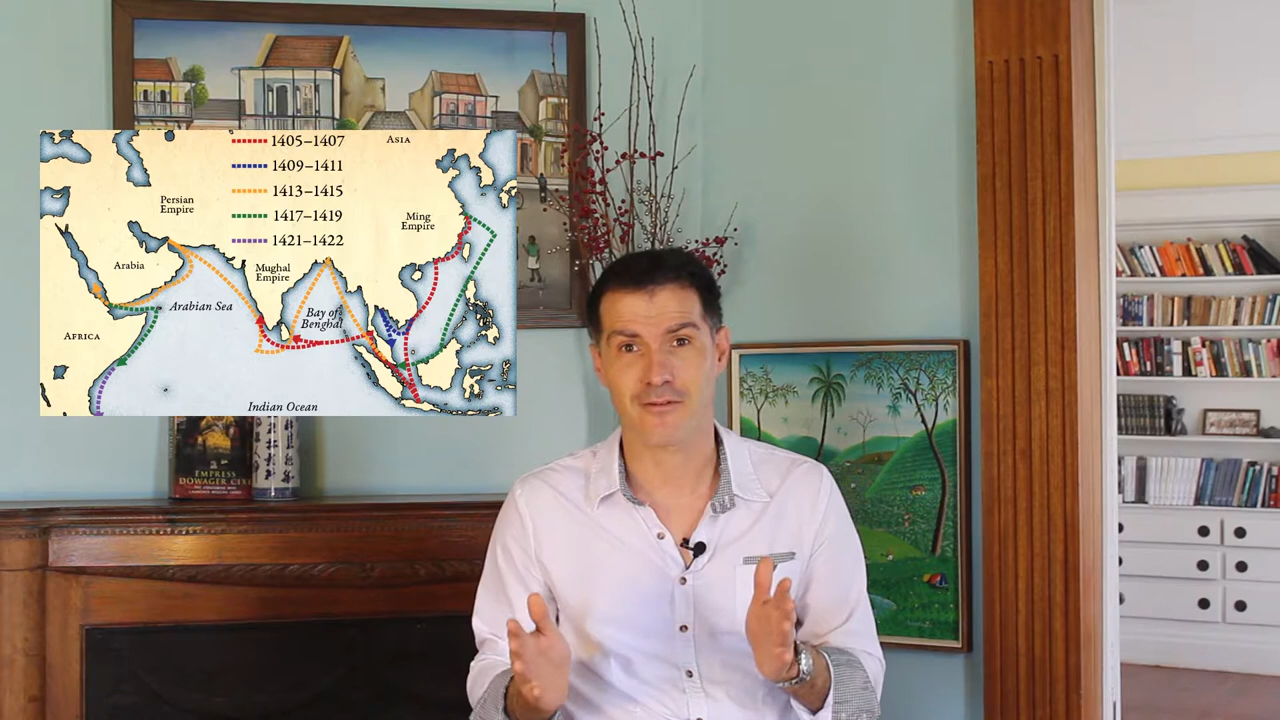 1405–1407
ASIA
1409–1411
1413–1415
Persian
Empire
1417–1419
Ming
Empire
1421–1422
Arabia
Mughal
Empire
Arabian Sea
Bay of
Benghal
AFRICA
Indian Ocean
EMPRESS
DOWAGER CIXI